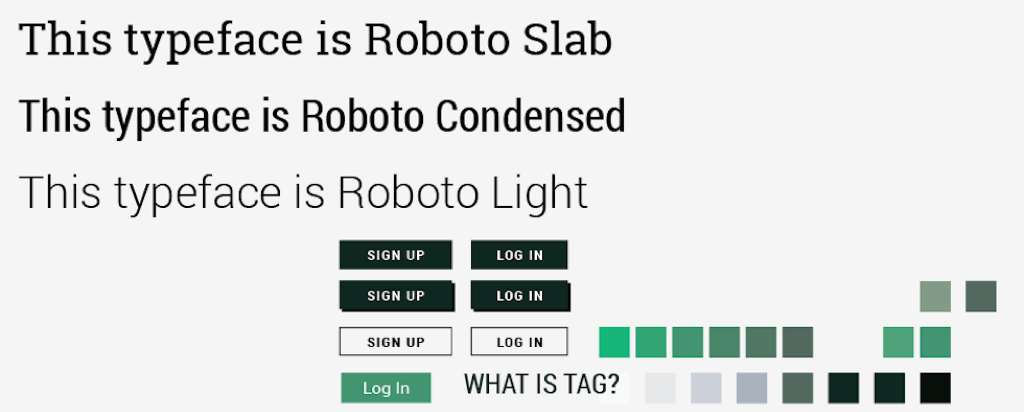 This typeface is Roboto Slab
This typeface is Roboto Condensed
This typeface is Roboto Light
SIGN UP LOG IN
SIGN UP LOG IN
SIGN UP LOG IN
Log In WHAT IS TAG?